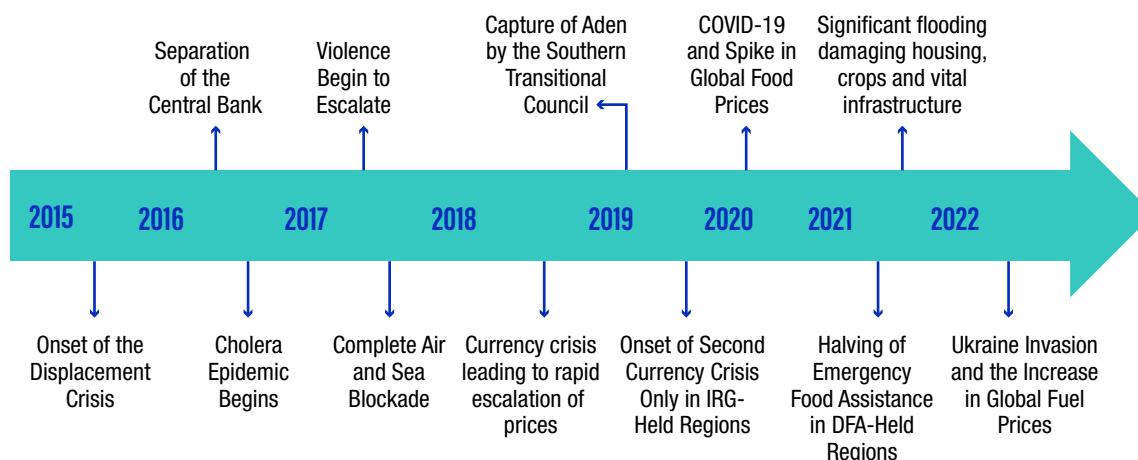 Separation
of the
Central Bank
Violence
Begin to
Escalate
Capture of Aden
by the Southern
Transitional
Council
COVID-19
and Spike in
Global Food
Prices
Significant flooding
damaging housing,
crops and vital
infrastructure
2015
2016
2017
2018
2019
2020
2021
2022
Onset of the
Displacement
Crisis
Cholera
Epidemic
Begins
Complete Air
and Sea
Blockade
Currency crisis
leading to rapid
escalation of
prices
Onset of Second
Currency Crisis
Only in IRG-
Held Regions
Halving of
Emergency
Food Assistance
in DFA-Held
Regions
Ukraine Invasion
and the Increase
in Global Fuel
Prices